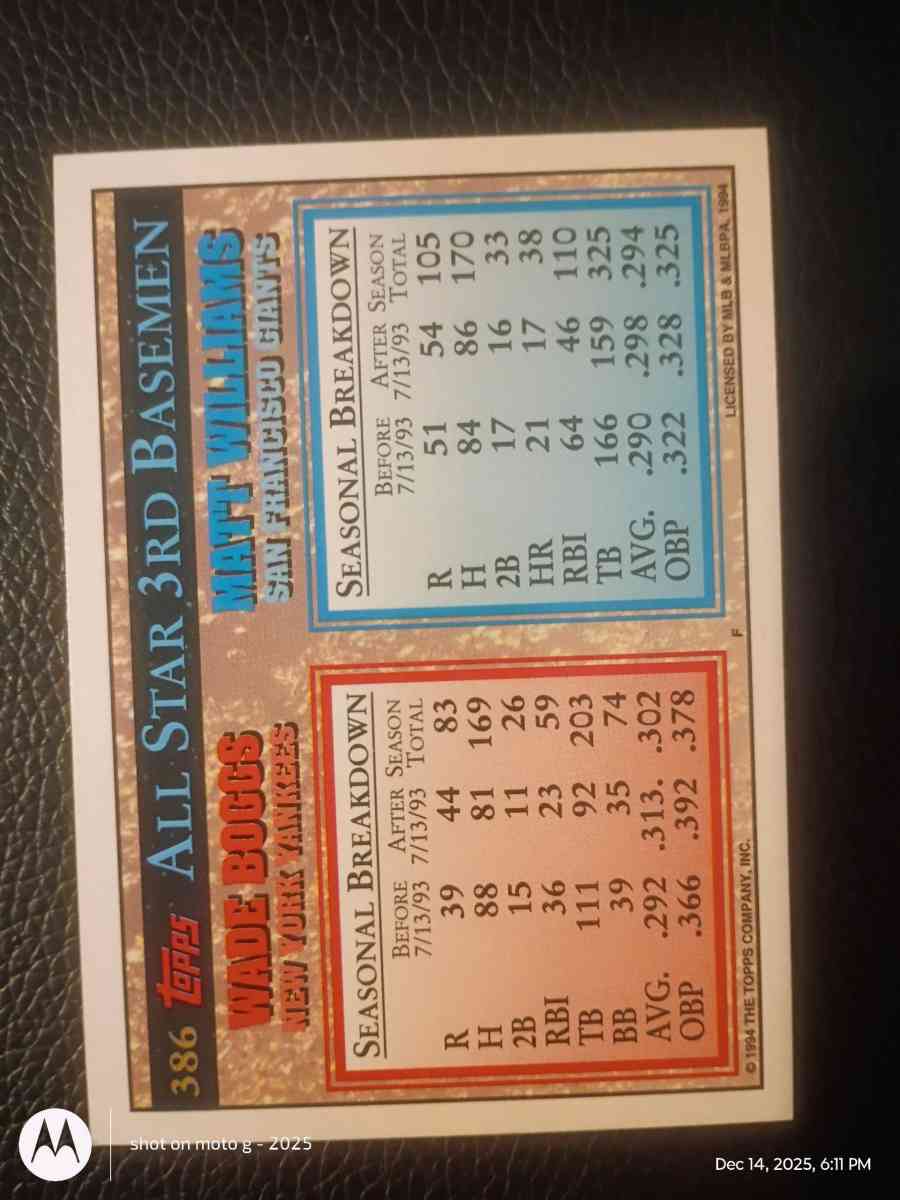 386 Topps ALL STAR 3RD BASEMEN
WADE BOGGS
NEW YORK YANKEES
SEASONAL BREAKDOWN
BEFORE AFTER SEASON
7/13/93 7/13/93 TOTAL
R 39 44 83
H 88 81 169
2B 15 11 26
RBI 36 23 59
TB 111 92 203
BB 39 35 74
AVG. .292 .313. .302
OBP .366 .392 .378
MATT WILLIAMS
SAN FRANCISCO GIANTS
SEASONAL BREAKDOWN
BEFORE AFTER SEASON
7/13/93 7/13/93 TOTAL
R 51 54 105
H 84 86 170
2B 17 16 33
HR 21 17 38
RBI 64 46 110
TB 166 159 325
AVG. .290 .298 .294
OBP .322 .328 .325
© 1994 THE TOPPS COMPANY, INC.
F
LICENSED BY MLB & MLBPA, 1994
shot on moto g - 2025
Dec 14, 2025, 6:11 PM